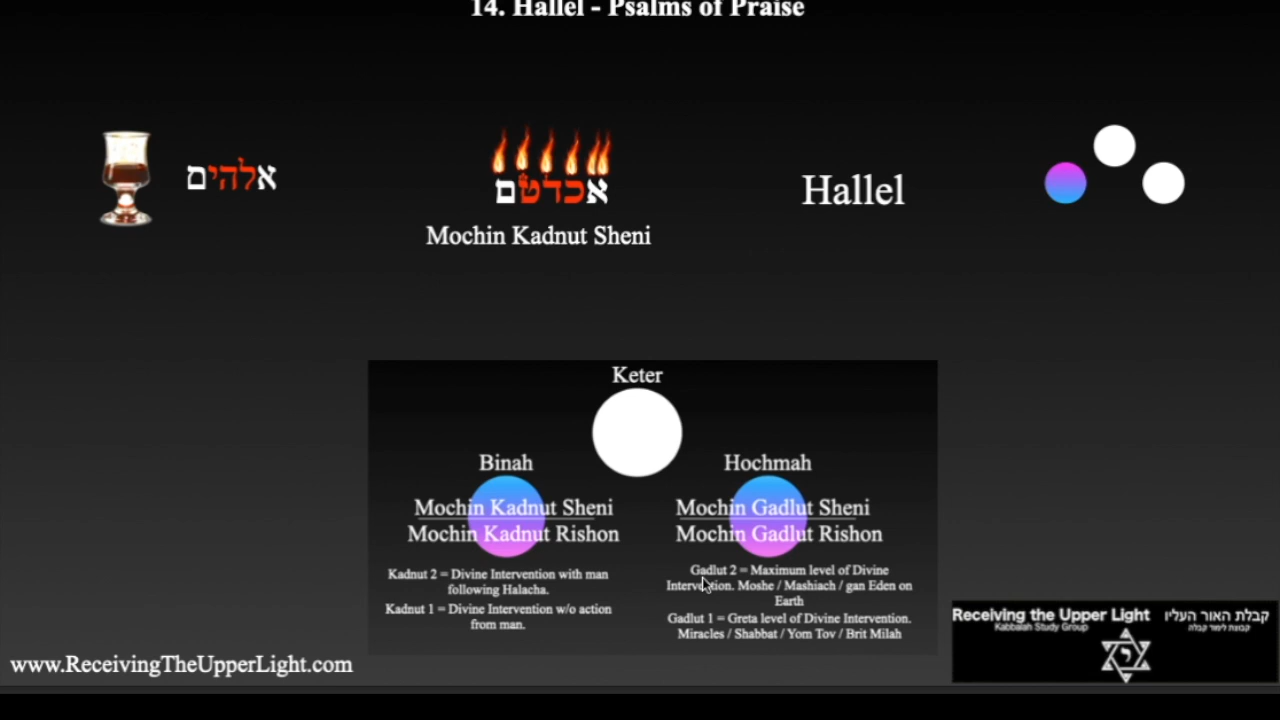 14. Hallel - Psalms of Praise
אלהים
אכדטם
Mochin Kadnut Sheni
Hallel
Keter
Binah
Hochmah
Mochin Kadnut Sheni
Mochin Kadnut Rishon
Mochin Gadlut Sheni
Mochin Gadlut Rishon
Kadnut 2 = Divine Intervention with man
following Halacha.
Kadnut 1 = Divine Intervention w/o action
from man.
Gadlut 2 = Maximum level of Divine
Intervention. Moshe / Mashiach / gan Eden on
Earth
Gadlut 1 = Greta level of Divine Intervention.
Miracles / Shabbat / Yom Tov / Brit Milah
www.ReceivingTheUpperLight.com
Receiving the Upper Light
Kabbalah Study Group
קבלת האור העליו
קבוצת לימוד קבלה
י